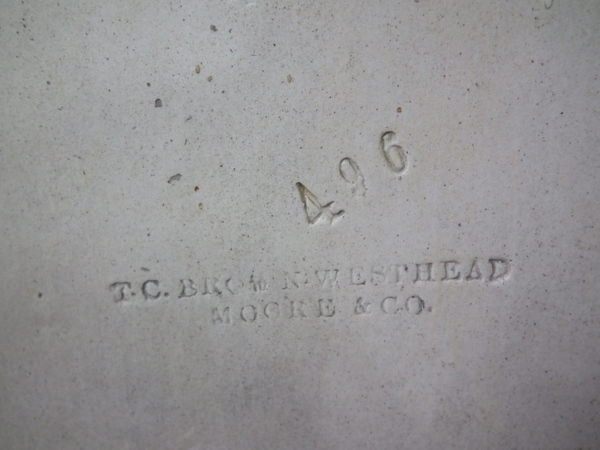 496
T.C. BROWN-WESTHEAD
MOORE & CO.